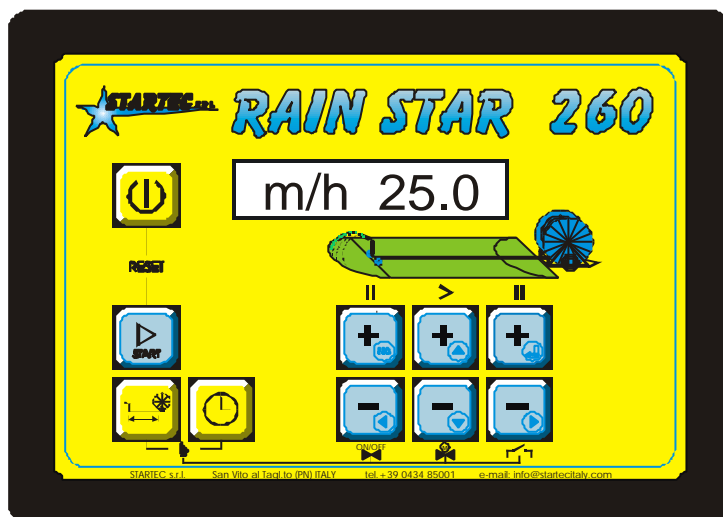 STARTEC s.r.l.
RAIN STAR 260
m/h 25.0
RESET
START
ON/OFF
STARTEC s.r.l. San Vito al Tagl.to (PN) ITALY tel.+39 0434 85001 e-mail: info@startecitaly.com